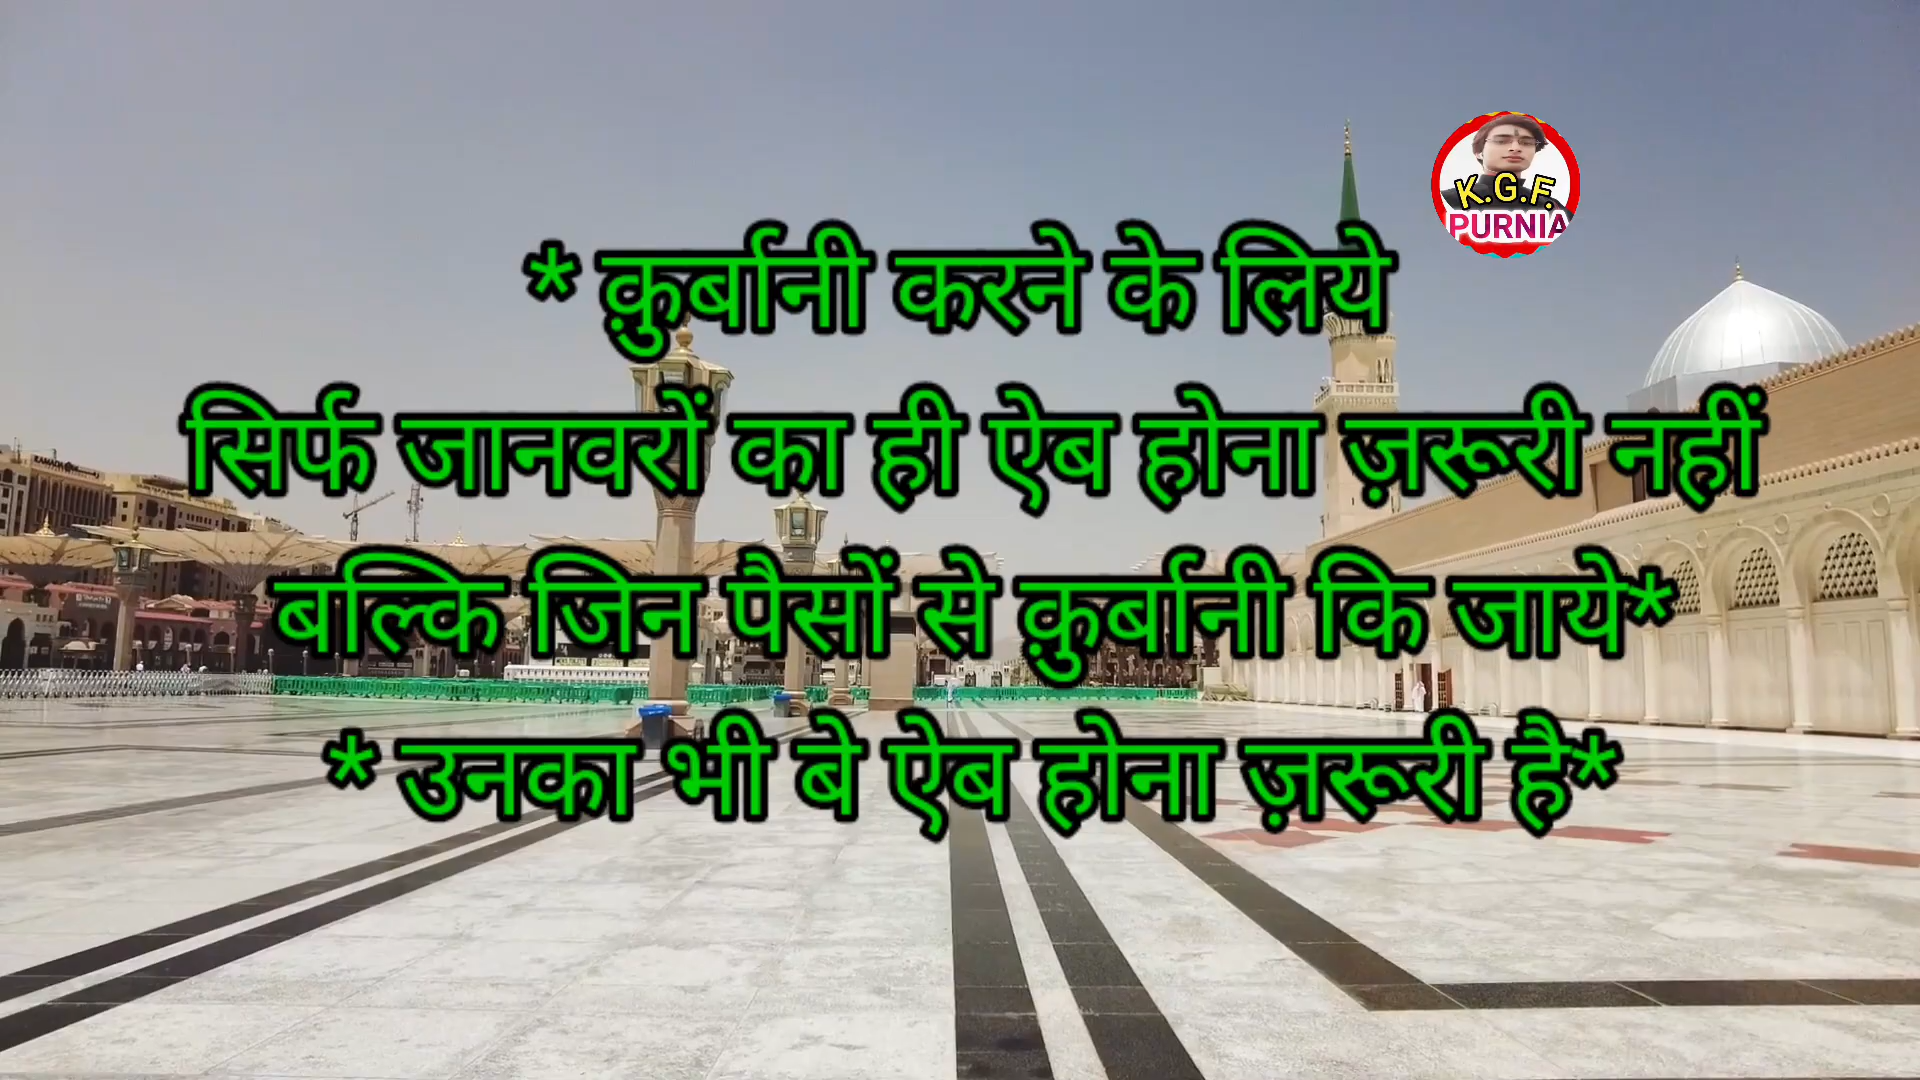 K.G.F.
PURNIA
* क़ुर्बानी करने के लिये
सिर्फ जानवरों का ही ऐब होना ज़रूरी नहीं
बल्कि जिन पैसों से क़ुर्बानी कि जाये*
* उनका भी बे ऐब होना ज़रूरी है*